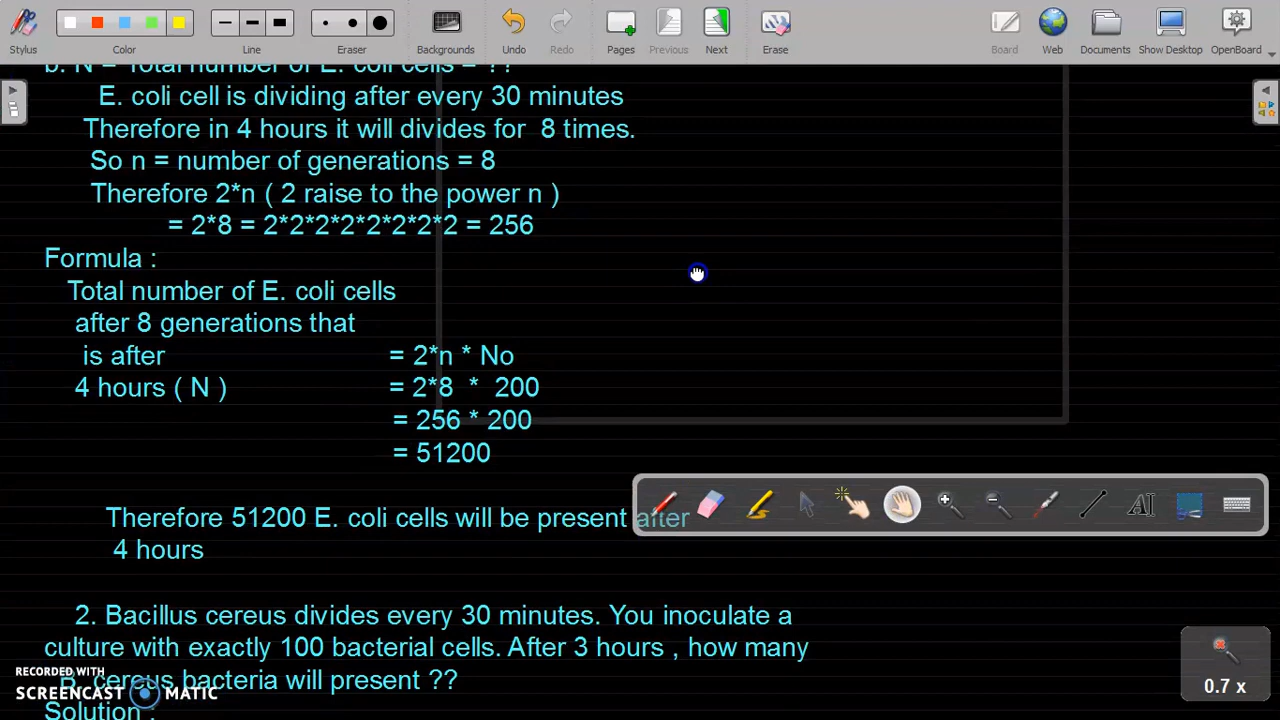 Stylus Color Line Eraser Backgrounds Undo Redo Pages Previous Next Erase Board Web Documents Show Desktop OpenBoard
b. N = Total number of E. coli cells = ??
E. coli cell is dividing after every 30 minutes
Therefore in 4 hours it will divides for 8 times.
So n = number of generations = 8
Therefore 2*n ( 2 raise to the power n )
= 2*8 = 2*2*2*2*2*2*2*2 = 256
Formula :
Total number of E. coli cells
after 8 generations that
is after = 2*n * No
4 hours ( N ) = 2*8 * 200
= 256 * 200
= 51200
Therefore 51200 E. coli cells will be present after
4 hours
2. Bacillus cereus divides every 30 minutes. You inoculate a
culture with exactly 100 bacterial cells. After 3 hours , how many
B. cereus bacteria will present ??
Solution :
RECORDED WITH
SCREENCAST MATIC
0.7 x